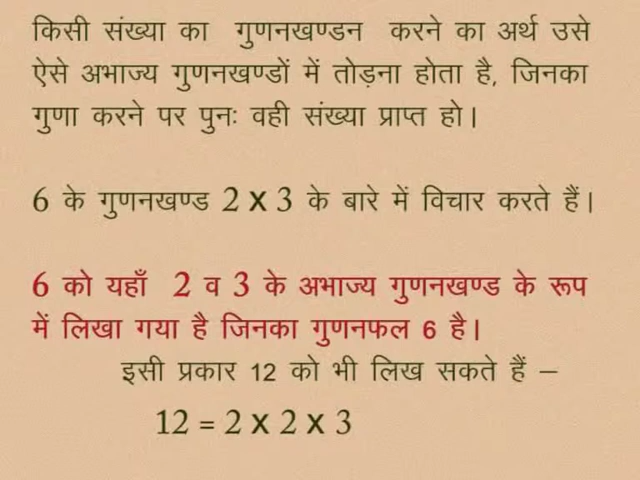 किसी संख्या का गुणनखण्डन करने का अर्थ उसे
ऐसे अभाज्य गुणनखण्डों में तोड़ना होता है, जिनका
गुणा करने पर पुनः वही संख्या प्राप्त हो।
6 के गुणनखण्ड 2 x 3 के बारे में विचार करते हैं।
6 को यहाँ 2 व 3 के अभाज्य गुणनखण्ड के रूप
में लिखा गया है जिनका गुणनफल 6 है।
इसी प्रकार 12 को भी लिख सकते हैं –
12 = 2 x 2 x 3